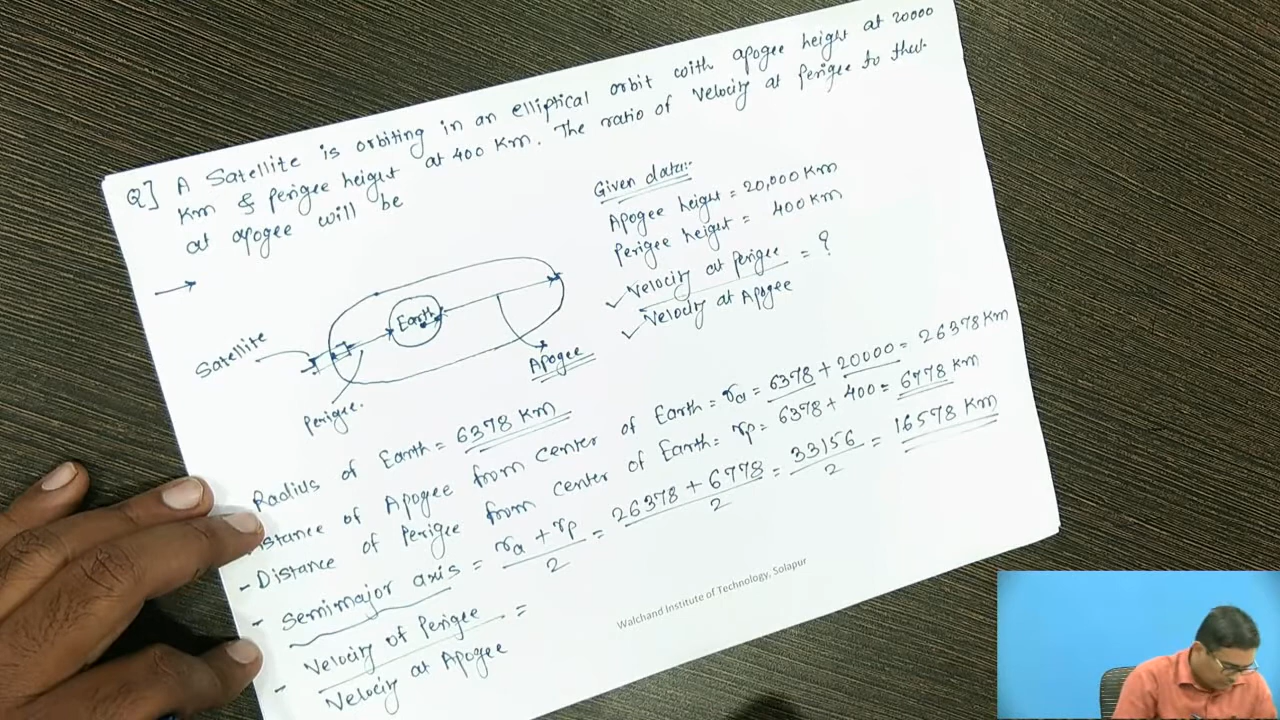 Q] A Satellite is orbiting in an elliptical orbit with apogee height at 20000
Km & perigee height at 400 Km. The ratio of Velocity at perigee to that
at apogee will be
Given data:-
Apogee height = 20,000 Km
Perigee height = 400 Km
Velocity at perigee = ?
Velocity at Apogee
Satellite
Earth
Perigee.
Apogee
Radius of Earth = 6378 Km
istance of Apogee from center of Earth = ra = 6378 + 20000 = 26378 Km
- Distance of Perigee from center of Earth = rp = 6378 + 400 = 6778 Km
- Semimajor axis = ra + rp / 2 = 26378 + 6778 / 2 = 33156 / 2 = 16578 Km
- Velocity of Perigee =
Velocity at Apogee
Walchand Institute of Technology, Solapur